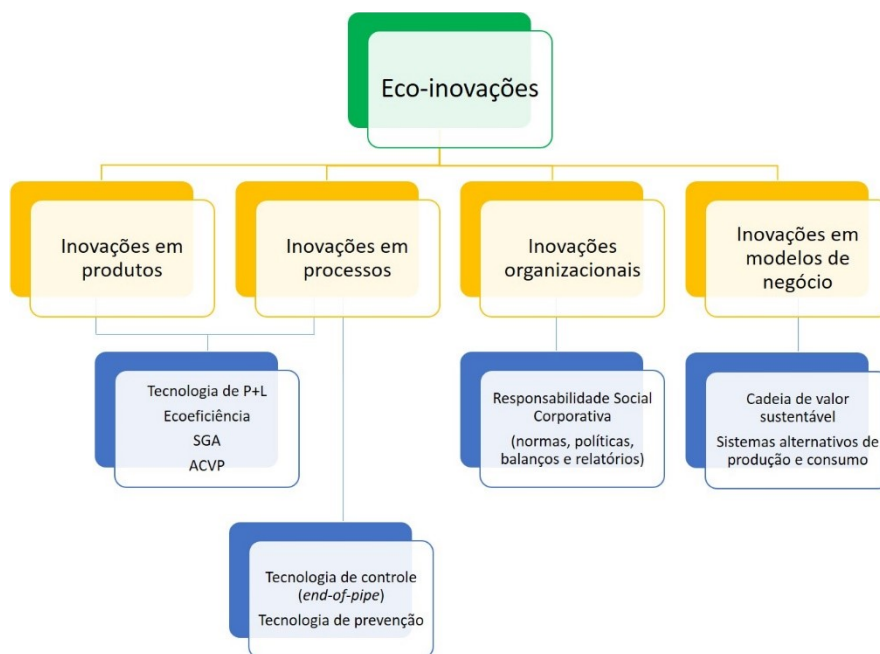 Eco-inovações
Inovações em
produtos
Inovações em
processos
Inovações
organizacionais
Inovações em
modelos de
negócio
Tecnologia de P+L
Ecoeficiência
SGA
ACVP
Responsabilidade Social
Corporativa
(normas, políticas,
balanços e relatórios)
Cadeia de valor
sustentável
Sistemas alternativos de
produção e consumo
Tecnologia de controle
(end-of-pipe)
Tecnologia de prevenção